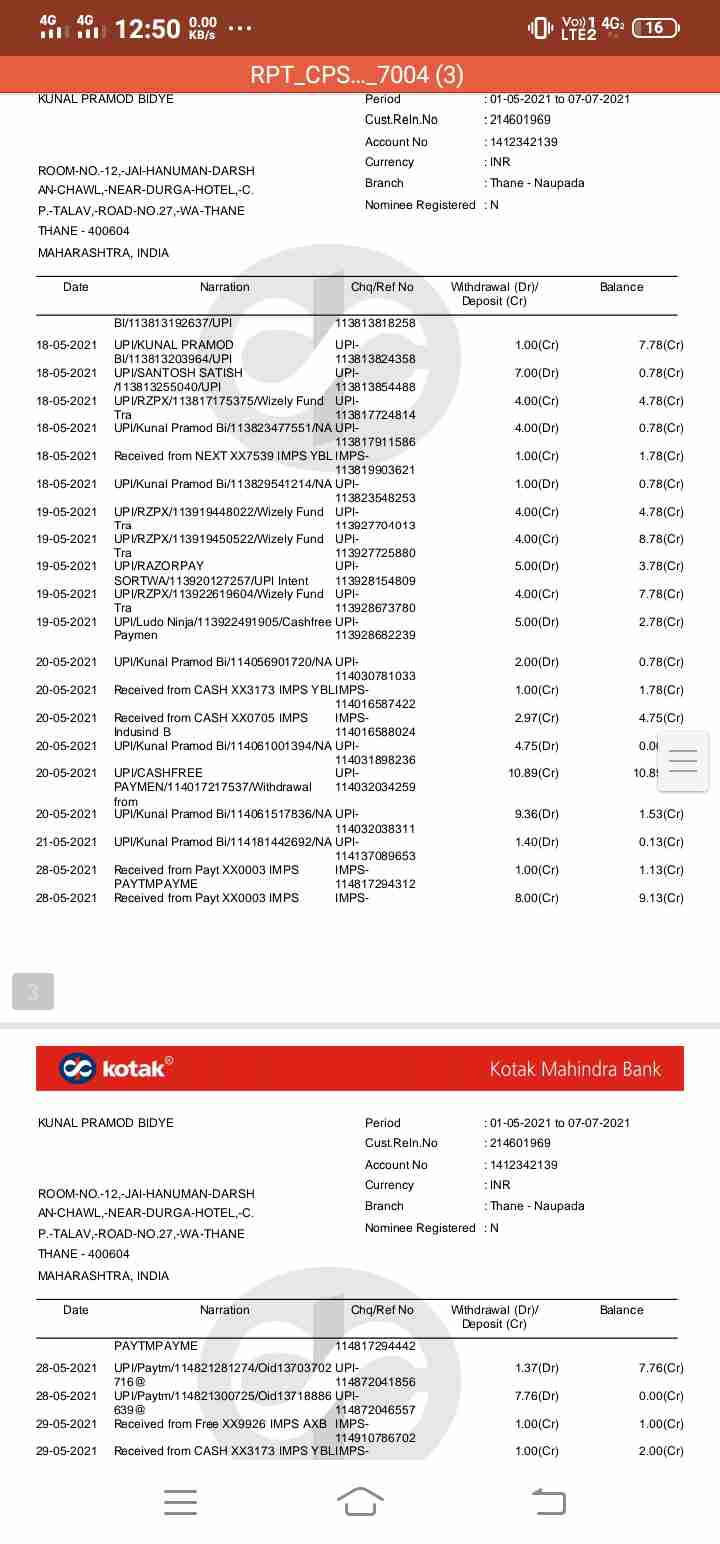 4G 4G 12:50 0.00 KB/s ... Vo) 1 LTE2 4G2 16
RPT_CPS..._7004 (3)
KUNAL PRAMOD BIDYE Period : 01-05-2021 to 07-07-2021
Cust.Reln.No : 214601969
Account No : 1412342139
ROOM-NO.-12,-JAI-HANUMAN-DARSH Currency : INR
AN-CHAWL,-NEAR-DURGA-HOTEL,-C. Branch : Thane - Naupada
P.-TALAV,-ROAD-NO.27,-WA-THANE Nominee Registered : N
THANE - 400604
MAHARASHTRA, INDIA
Date Narration Chq/Ref No Withdrawal (Dr)/ Balance
Deposit (Cr)
BI/113813192637/UPI 113813818258
18-05-2021 UPI/KUNAL PRAMOD UPI- 1.00(Cr) 7.78(Cr)
BI/113813203964/UPI 113813824358
18-05-2021 UPI/SANTOSH SATISH UPI- 7.00(Dr) 0.78(Cr)
/113813255040/UPI 113813854488
18-05-2021 UPI/RZPX/113817175375/Wizely Fund UPI- 4.00(Cr) 4.78(Cr)
Tra 113817724814
18-05-2021 UPI/Kunal Pramod Bi/113823477551/NA UPI- 4.00(Dr) 0.78(Cr)
113817911586
18-05-2021 Received from NEXT XX7539 IMPS YBL IMPS- 1.00(Cr) 1.78(Cr)
113819903621
18-05-2021 UPI/Kunal Pramod Bi/113829541214/NA UPI- 1.00(Dr) 0.78(Cr)
113823548253
19-05-2021 UPI/RZPX/113919448022/Wizely Fund UPI- 4.00(Cr) 4.78(Cr)
Tra 113927704013
19-05-2021 UPI/RZPX/113919450522/Wizely Fund UPI- 4.00(Cr) 8.78(Cr)
Tra 113927725880
19-05-2021 UPI/RAZORPAY UPI- 5.00(Dr) 3.78(Cr)
SORTWA/113920127257/UPI Intent 113928154809
19-05-2021 UPI/RZPX/113922619604/Wizely Fund UPI- 4.00(Cr) 7.78(Cr)
Tra 113928673780
19-05-2021 UPI/Ludo Ninja/113922491905/Cashfree UPI- 5.00(Dr) 2.78(Cr)
Paymen 113928682239
20-05-2021 UPI/Kunal Pramod Bi/114056901720/NA UPI- 2.00(Dr) 0.78(Cr)
114030781033
20-05-2021 Received from CASH XX3173 IMPS YBL IMPS- 1.00(Cr) 1.78(Cr)
114016587422
20-05-2021 Received from CASH XX0705 IMPS IMPS- 2.97(Cr) 4.75(Cr)
Indusind B 114016588024
20-05-2021 UPI/Kunal Pramod Bi/114061001394/NA UPI- 4.75(Dr)
114031898236
20-05-2021 UPI/CASHFREE UPI- 10.89(Cr)
PAYMEN/114017217537/Withdrawal 114032034259
from
20-05-2021 UPI/Kunal Pramod Bi/114061517836/NA UPI- 9.36(Dr) 1.53(Cr)
114032038311
21-05-2021 UPI/Kunal Pramod Bi/114181442692/NA UPI- 1.40(Dr) 0.13(Cr)
114137089653
28-05-2021 Received from Payt XX0003 IMPS IMPS- 1.00(Cr) 1.13(Cr)
PAYTMPAYME 114817294312
28-05-2021 Received from Payt XX0003 IMPS IMPS- 8.00(Cr) 9.13(Cr)
3
kotak® Kotak Mahindra Bank
KUNAL PRAMOD BIDYE Period : 01-05-2021 to 07-07-2021
Cust.Reln.No : 214601969
Account No : 1412342139
Currency : INR
ROOM-NO.-12,-JAI-HANUMAN-DARSH
AN-CHAWL,-NEAR-DURGA-HOTEL,-C. Branch : Thane - Naupada
P.-TALAV,-ROAD-NO.27,-WA-THANE Nominee Registered : N
THANE - 400604
MAHARASHTRA, INDIA
Date Narration Chq/Ref No Withdrawal (Dr)/ Balance
Deposit (Cr)
PAYTMPAYME 114817294442
28-05-2021 UPI/Paytm/114821281274/Oid13703702 UPI- 1.37(Dr) 7.76(Cr)
716@ 114872041856
28-05-2021 UPI/Paytm/114821300725/Oid13718886 UPI- 7.76(Dr) 0.00(Cr)
639@ 114872046557
29-05-2021 Received from Free XX9926 IMPS AXB IMPS- 1.00(Cr) 1.00(Cr)
114910786702
29-05-2021 Received from CASH XX3173 IMPS YBL IMPS- 1.00(Cr) 2.00(Cr)